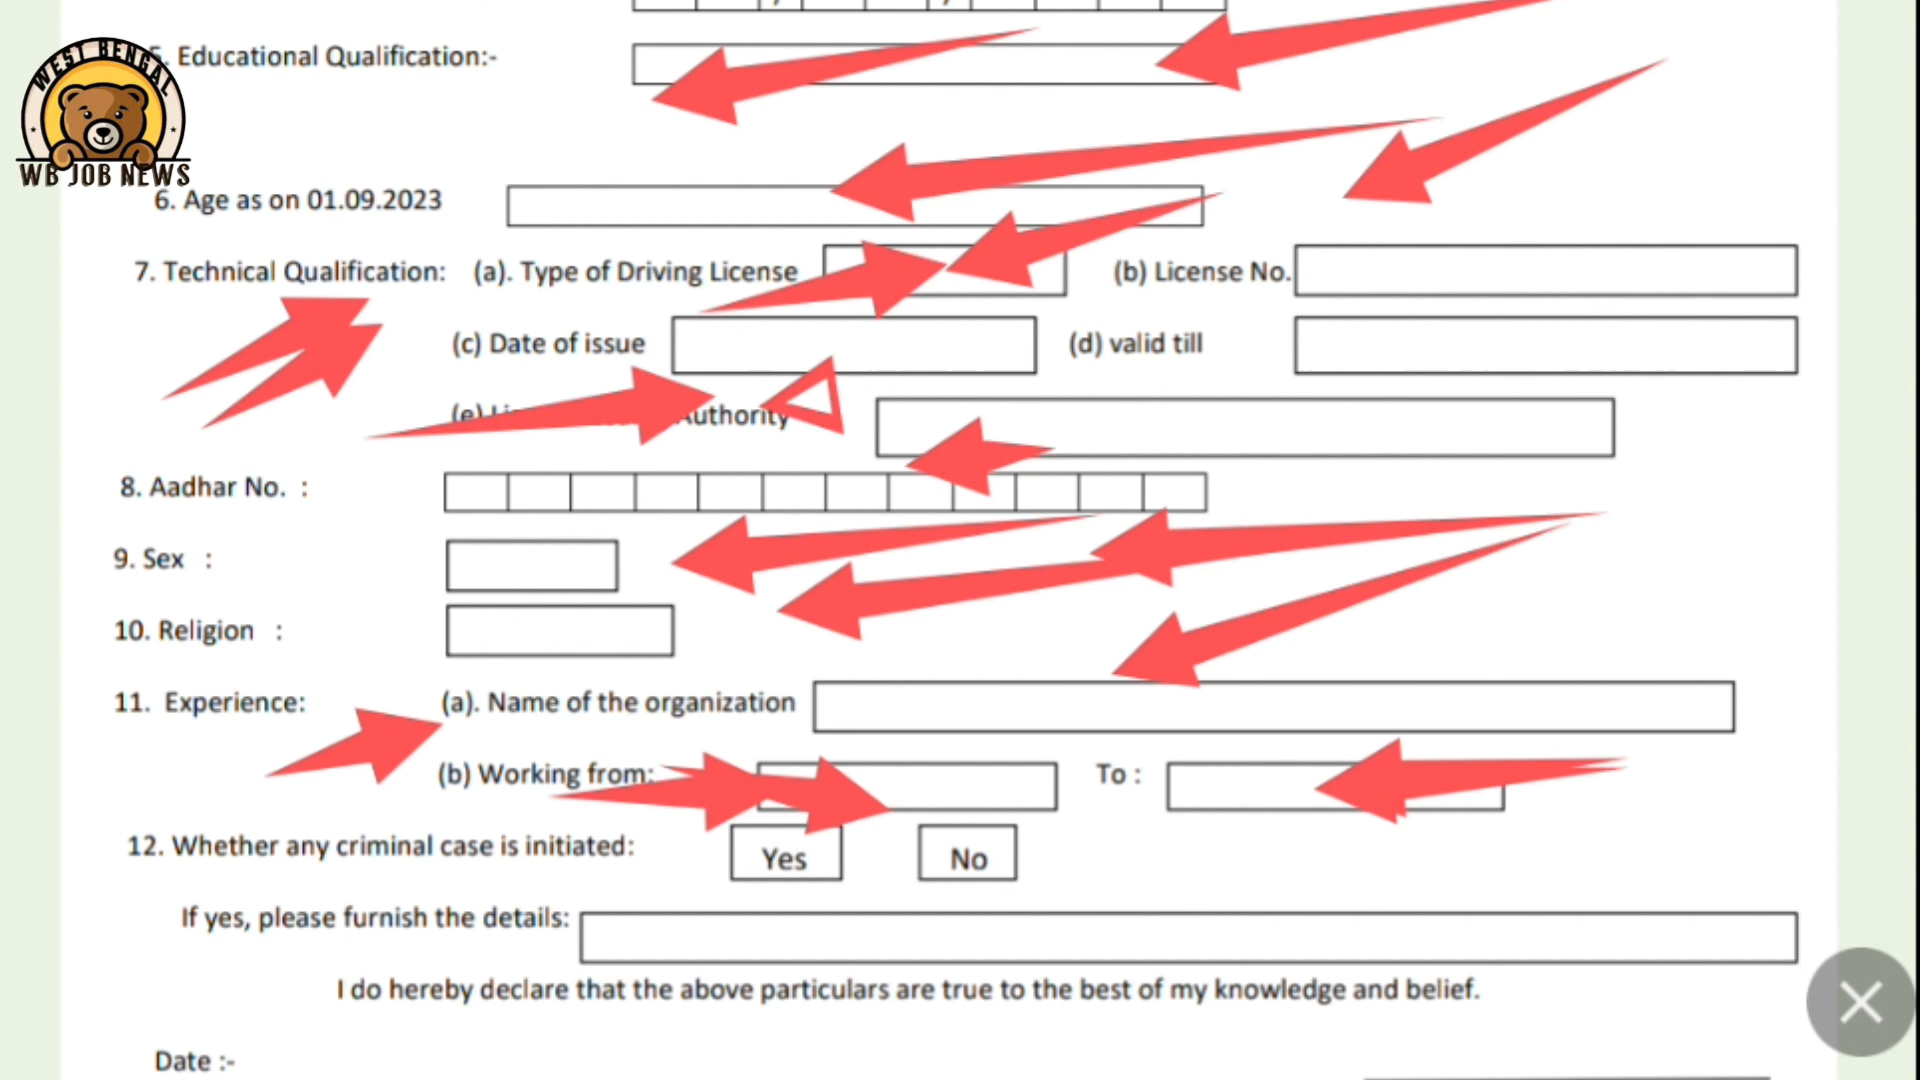 WEST BENGAL
WB JOB NEWS
5. Educational Qualification:-
6. Age as on 01.09.2023
7. Technical Qualification: (a). Type of Driving License (b) License No.
(c) Date of issue (d) valid till
(e) Authority
8. Aadhar No. :
9. Sex :
10. Religion :
11. Experience: (a). Name of the organization
(b) Working from: To :
12. Whether any criminal case is initiated: Yes No
If yes, please furnish the details:
I do hereby declare that the above particulars are true to the best of my knowledge and belief.
Date :-